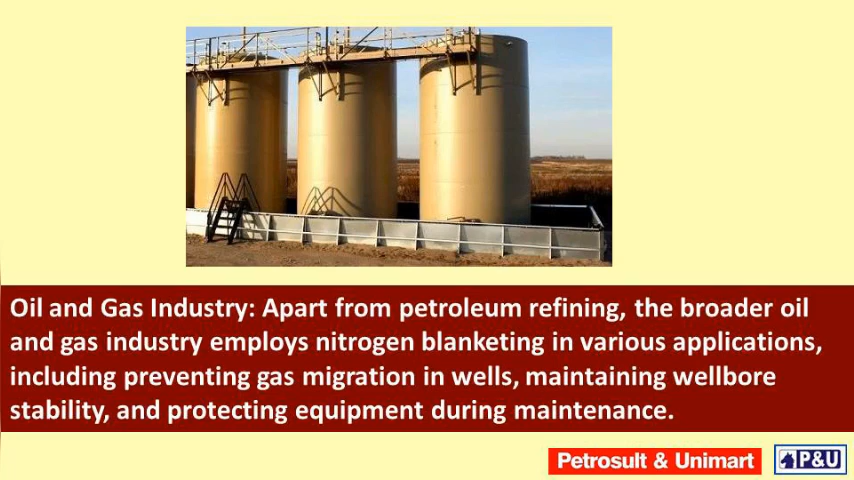 Oil and Gas Industry: Apart from petroleum refining, the broader oil
and gas industry employs nitrogen blanketing in various applications,
including preventing gas migration in wells, maintaining wellbore
stability, and protecting equipment during maintenance.
Petrosult & Unimart
P&U